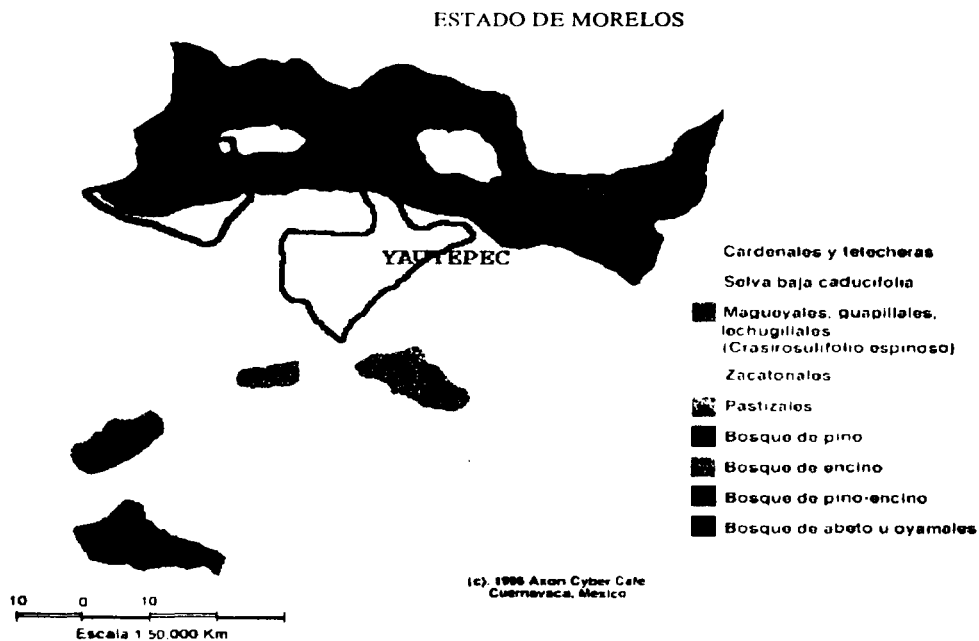 ESTADO DE MORELOS
YAUTEPEC
Cardenales y tetecheras
Selva baja caducifolia
Magueyales, guapillales,
lechugillales
(Crasirosulifolio espinoso)
Zacatonales
Pastizales
Bosque de pino
Bosque de encino
Bosque de pino-encino
Bosque de abeto u oyameles
(c). 1996 Axon Cyber Cafe
Cuernavaca, Mexico
10 0 10
Escala 1 50,000 Km